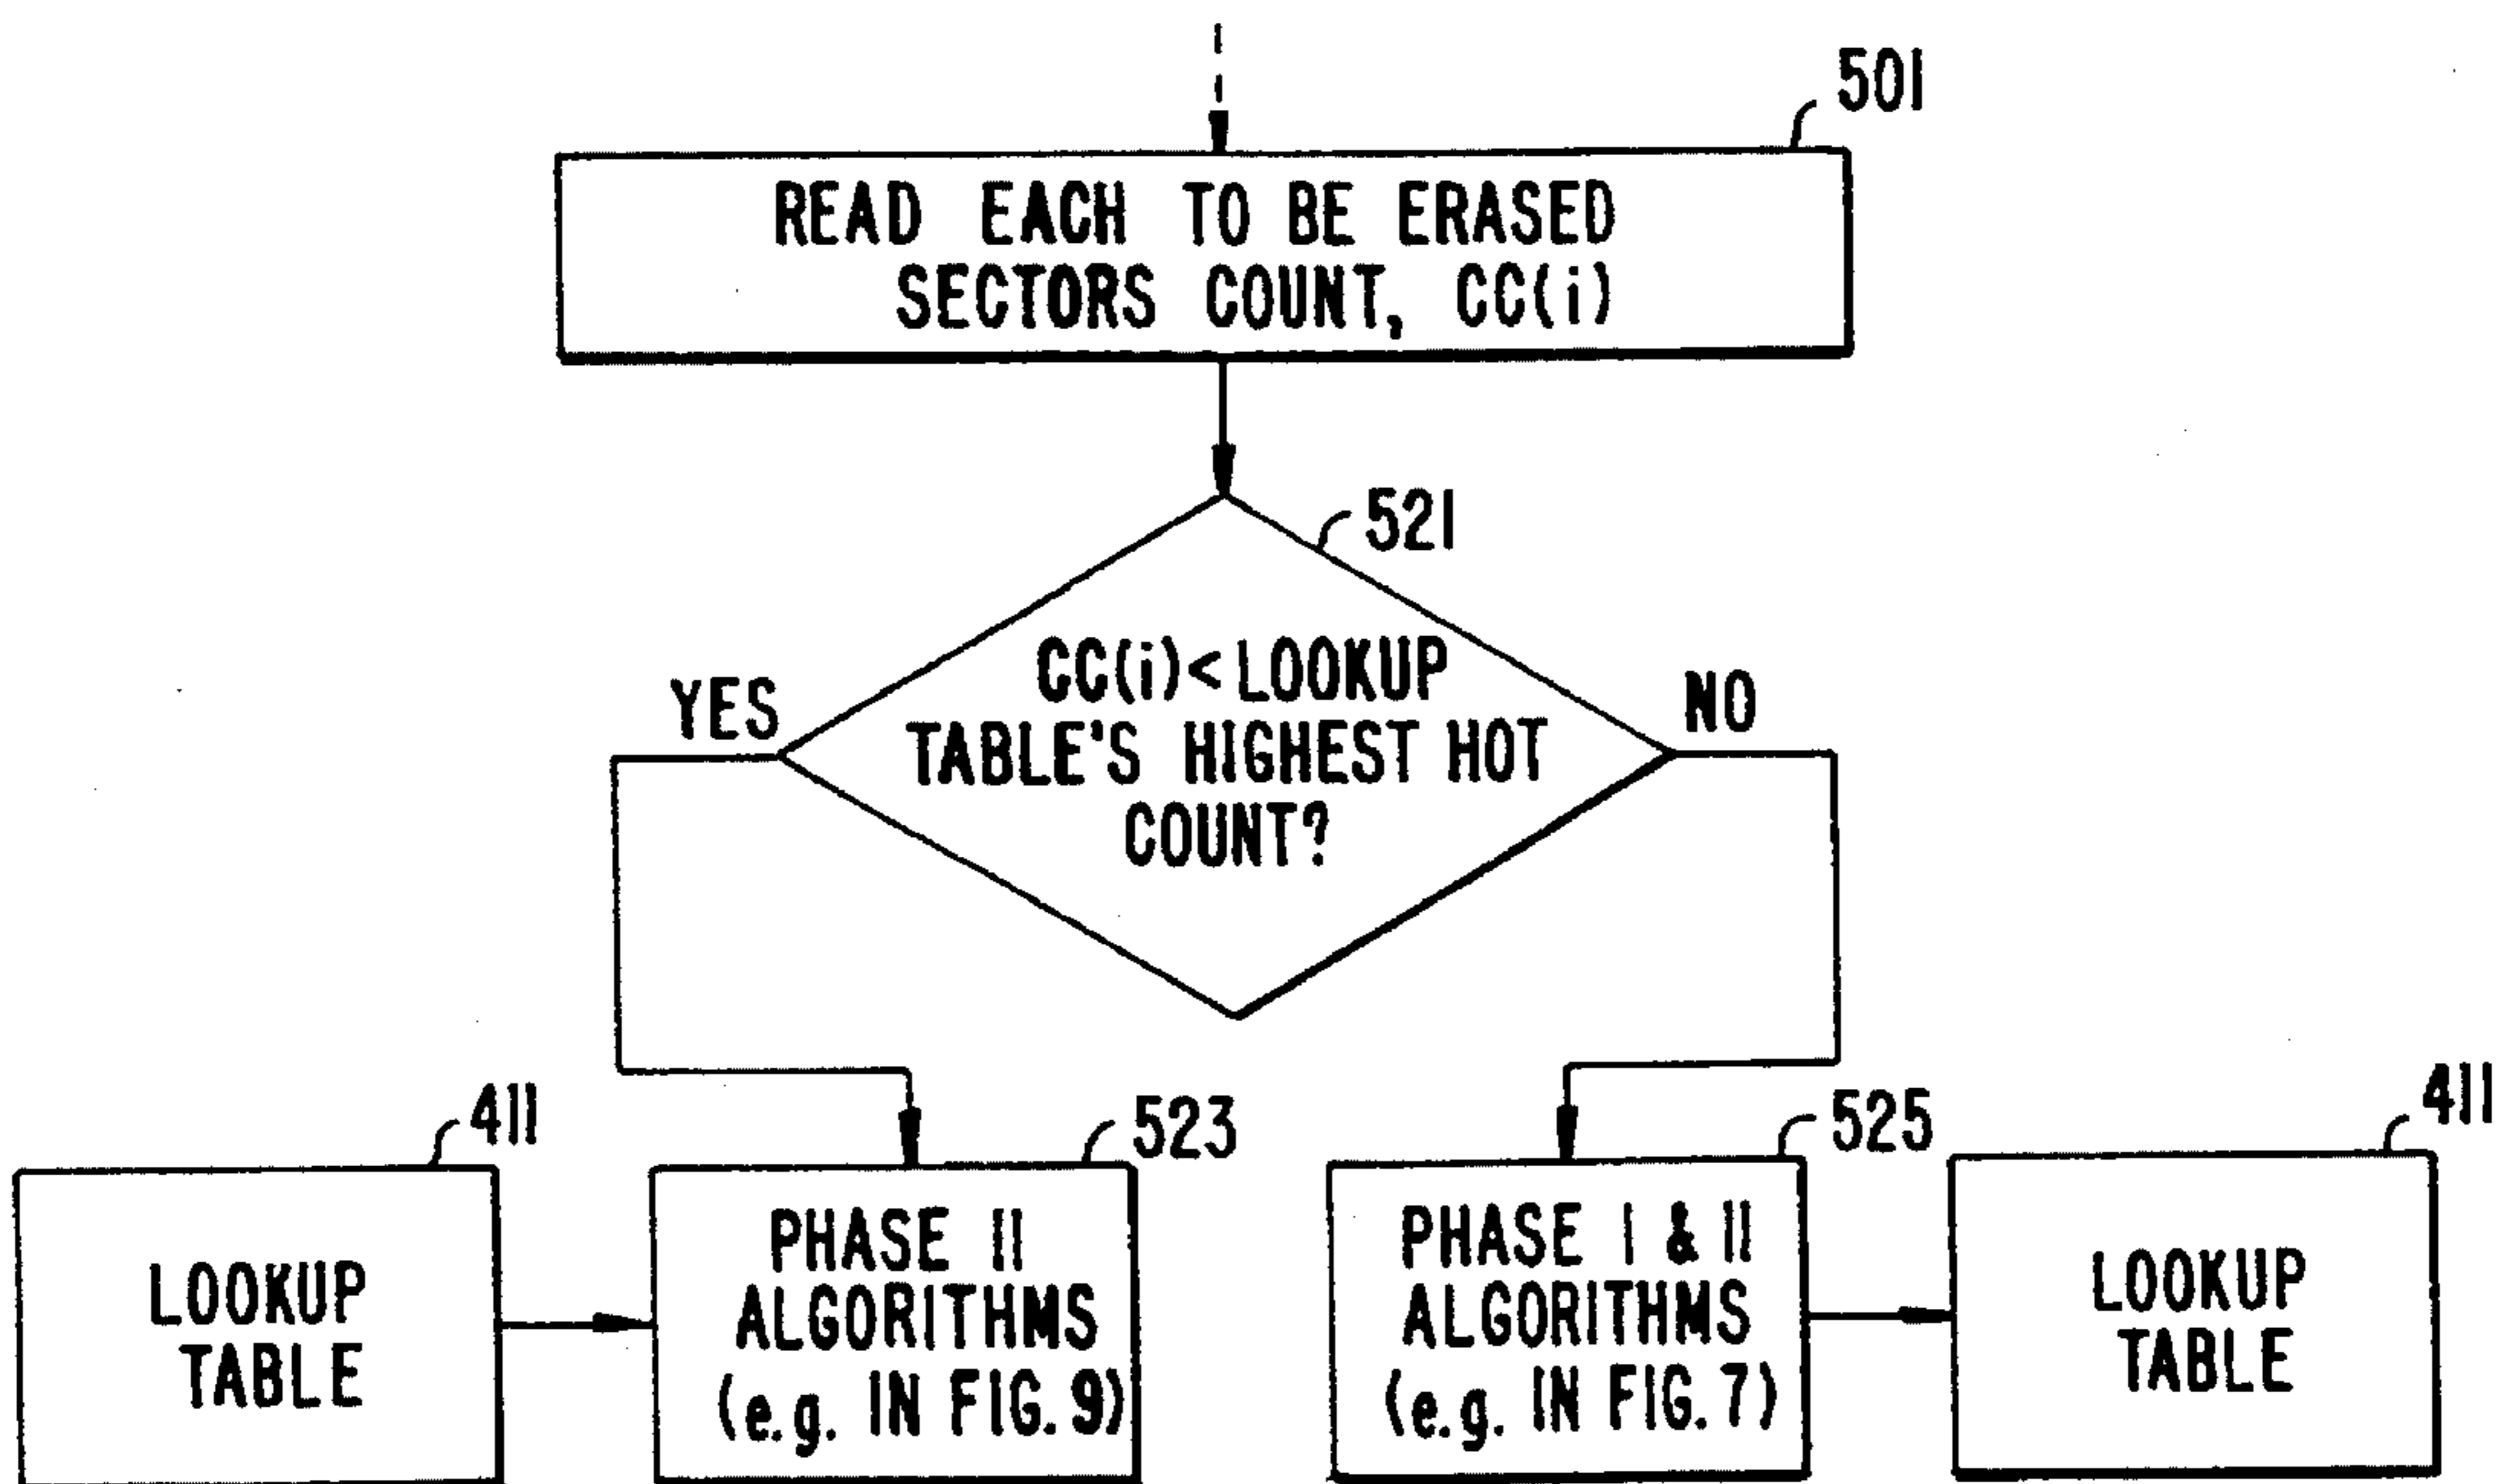 501
READ EACH TO BE ERASED
SECTORS COUNT, CC(i)
521
CC(i)<LOOKUP
TABLE'S HIGHEST HOT
COUNT?
YES
NO
411
LOOKUP
TABLE
523
PHASE II
ALGORITHMS
(e.g. IN FIG. 9)
525
PHASE I & II
ALGORITHMS
(e.g. IN FIG. 7)
411
LOOKUP
TABLE